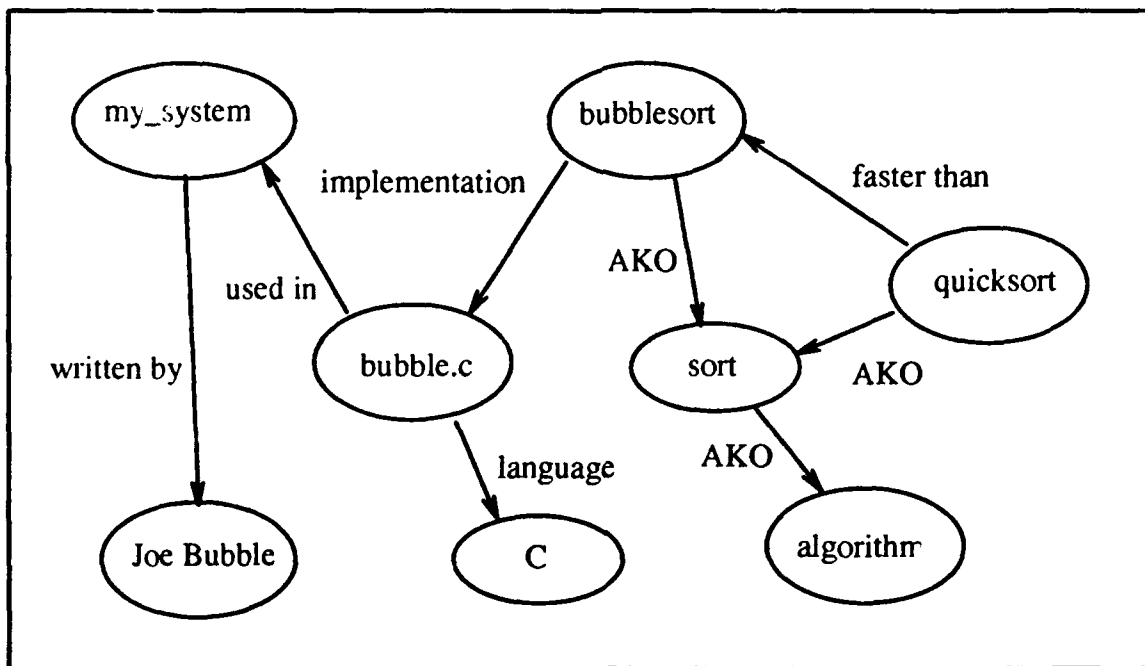 my_system
bubblesort
implementation
faster than
AKO
quicksort
used in
written by
bubble.c
sort
AKO
AKO
language
Joe Bubble
C
algorithm